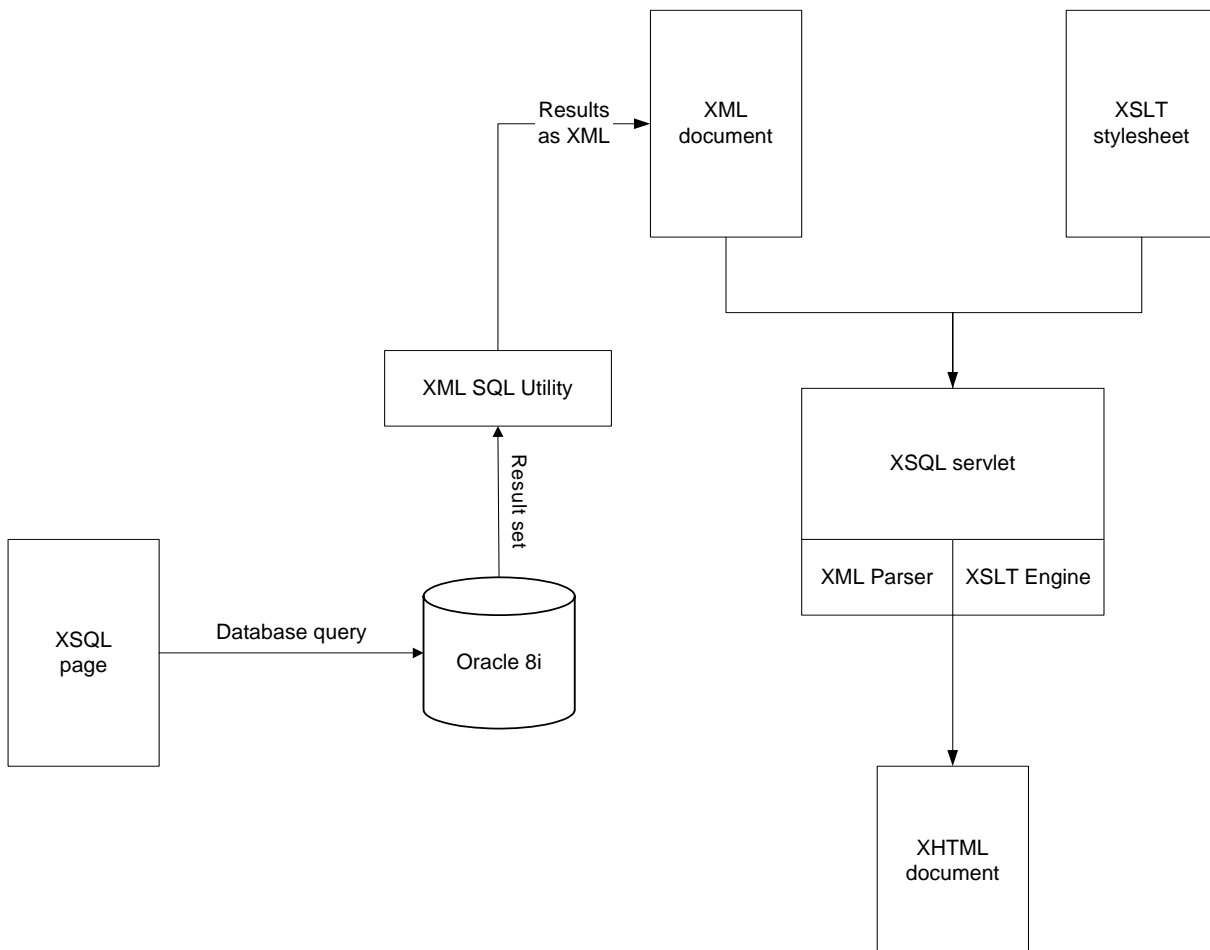 Results
as XML
XML
document
XSLT
stylesheet
XML SQL Utility
Result set
XSQL servlet
XML Parser
XSLT Engine
XSQL
page
Database query
Oracle 8i
XHTML
document